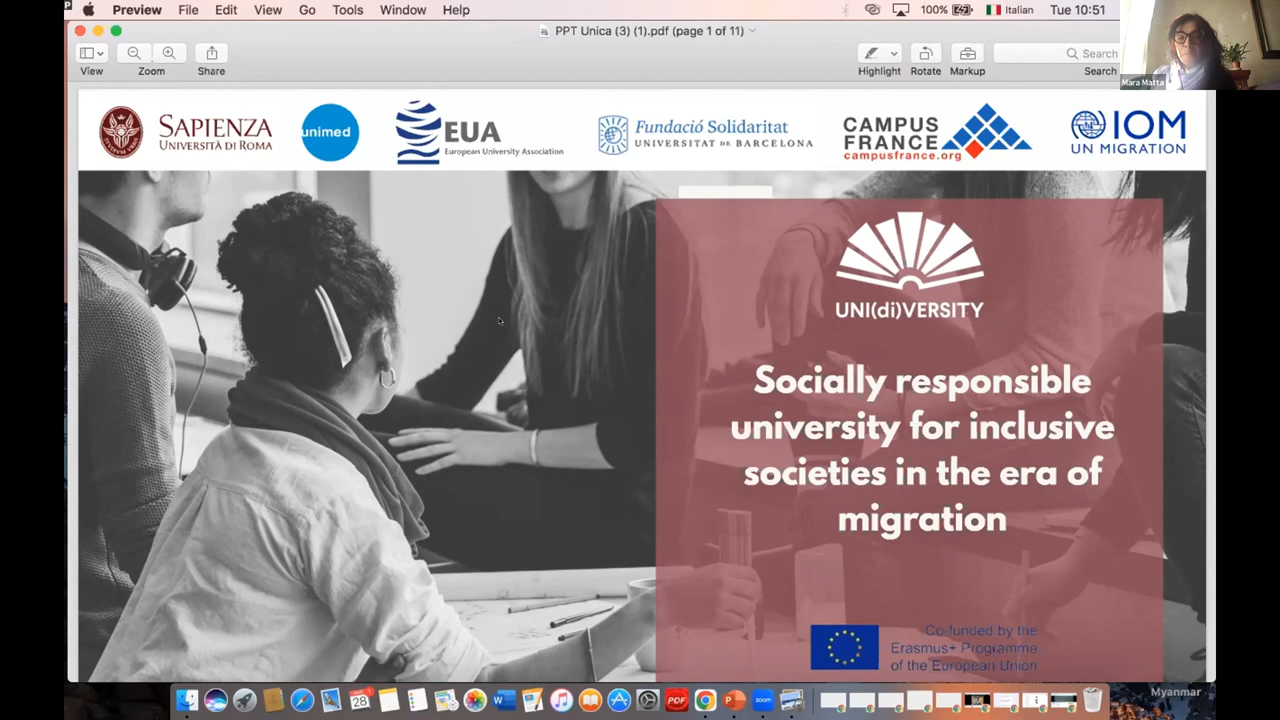 Preview File Edit View Go Tools Window Help 100% Italian Tue 10:51
PPT Unica (3) (1).pdf (page 1 of 11)
View Zoom Share Highlight Rotate Markup Search
Search
Mara Matta
SAPIENZA
UNIVERSITÀ DI ROMA
unimed
EUA
European University Association
Fundació Solidaritat
UNIVERSITAT DE BARCELONA
CAMPUS
FRANCE
campusfrance.org
IOM
UN MIGRATION
UNI(di)VERSITY
Socially responsible
university for inclusive
societies in the era of
migration
Co-funded by the
Erasmus+ Programme
of the European Union
28
PDF
zoom
Myanmar